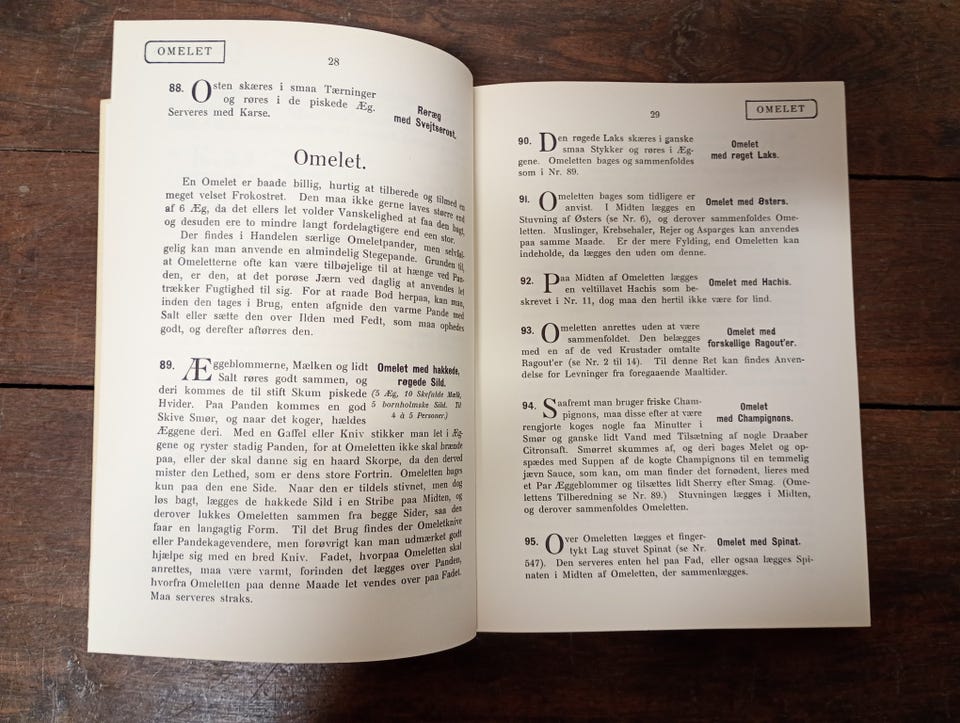 OMELET
28
88. Osten skæres i smaa Tærninger
og røres i de piskede Æg.
Serveres med Karse.
Røræg
med Svejtserost.
Omelet.
En Omelet er baade billig, hurtig at tilberede og tilmed en
meget velset Frokostret. Den maa ikke gerne laves større end
af 6 Æg, da det ellers let volder Vanskelighed at faa den bagt,
og desuden ere to mindre langt fordelagtigere end een stor.
Der findes i Handelen særlige Omeletpander, men selvføl-
gelig kan man anvende en almindelig Stegepande. Grunden til,
at Omeletterne ofte kan være tilbøjelige til at hænge ved Pan-
den, er den, at det porøse Jærn ved daglig at anvendes let
trækker Fugtighed til sig. For at raade Bod herpaa, kan man,
inden den tages i Brug, enten afgnide den varme Pande med
Salt eller sætte den over Ilden med Fedt, som maa ophedes
godt, og derefter aftørres den.
89. Æggeblommerne, Mælken og lidt
Salt røres godt sammen, og
deri kommes de til stift Skum piskede
Hvider. Paa Panden kommes en god
Skive Smør, og naar det koger, hældes
Omelet med hakkede,
røgede Sild.
(5 Æg, 10 Skefulde Mælk,
5 bornholmske Sild. Til
4 à 5 Personer.)
Æggene deri. Med en Gaffel eller Kniv stikker man let i Æg-
gene og ryster stadig Panden, for at Omeletten ikke skal brænde
paa, eller der skal danne sig en haard Skorpe, da den derved
mister den Lethed, som er dens store Fortrin. Omeletten bages
kun paa den ene Side. Naar den er tildels stivnet, men dog
løs bagt, lægges de hakkede Sild i en Stribe paa Midten, og
derover lukkes Omeletten sammen fra begge Sider, saa den
faar en langagtig Form. Til det Brug findes der Omeletknive
eller Pandekagevendere, men forøvrigt kan man udmærket godt
hjælpe sig med en bred Kniv. Fadet, hvorpaa Omeletten skal
anrettes, maa være varmt, forinden det lægges over Panden,
hvorfra Omeletten paa denne Maade let vendes over paa Fadet.
Maa serveres straks.
29
OMELET
90. Den røgede Laks skæres i ganske
smaa Stykker og røres i Æg-
gene. Omeletten bages og sammenfoldes
som i Nr. 89.
Omelet
med røget Laks.
91. Omeletten bages som tidligere er
anvist. I Midten lægges en
Omelet med Østers.
Stuvning af Østers (se Nr. 6), og derover sammenfoldes Ome-
letten. Muslinger, Krebsehaler, Rejer og Asparges kan anvendes
paa samme Maade. Er der mere Fylding, end Omeletten kan
indeholde, da lægges den uden om denne.
92. Paa Midten af Omeletten lægges
en veltillavet Hachis som be-
Omelet med Hachis.
skrevet i Nr. 11, dog maa den hertil ikke være for lind.
93. Omeletten anrettes uden at være
sammenfoldet. Den belægges
med en af de ved Krustader omtalte
Omelet med
forskellige Ragout'er.
Ragout'er (se Nr. 2 til 14). Til denne Ret kan findes Anven-
delse for Levninger fra foregaaende Maaltider.
94. Saafremt man bruger friske Cham-
pignons, maa disse efter at være
rengjorte koges nogle faa Minutter i
Omelet
med Champignons.
Smør og ganske lidt Vand med Tilsætning af nogle Draaber
Citronsaft. Smørret skummes af, og deri bages Melet og op-
spædes med Suppen af de kogte Champignons til en temmelig
jævn Sauce, som kan, om man finder det fornødent, lieres med
et Par Æggeblommer og tilsættes lidt Sherry efter Smag. (Ome-
lettens Tilberedning se Nr. 89.) Stuvningen lægges i Midten,
og derover sammenfoldes Omeletten.
95. Over Omeletten lægges et finger-
tykt Lag stuvet Spinat (se Nr.
Omelet med Spinat.
547). Den serveres enten hel paa Fad, eller ogsaa lægges Spi-
naten i Midten af Omeletten, der sammenlægges.